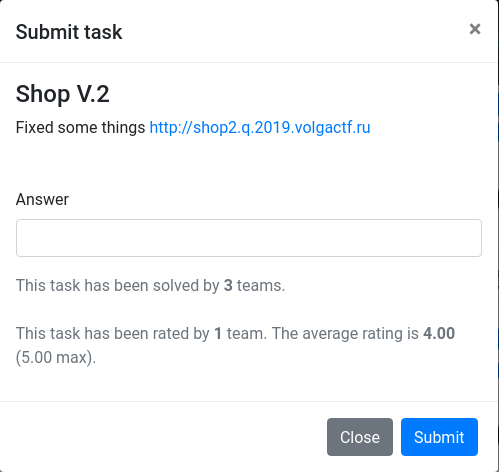 Submit task
×
Shop V.2
Fixed some things http://shop2.q.2019.volgactf.ru
Answer
This task has been solved by 3 teams.
This task has been rated by 1 team. The average rating is 4.00
(5.00 max).
Close
Submit